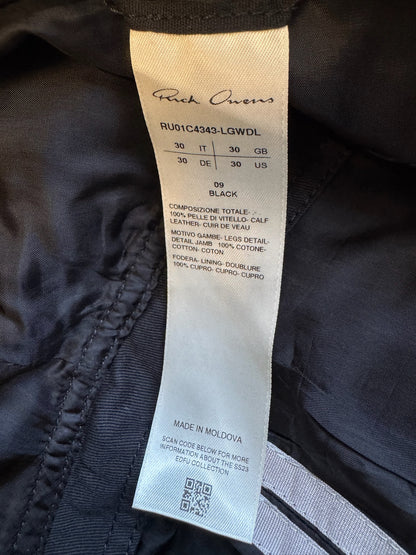 Rick Owens
RU01C4343-LGWDL
30 IT 30 GB
30 DE 30 US
09
BLACK
COMPOSIZIONE TOTALE-
100% PELLE DI VITELLO- CALF
LEATHER- CUIR DE VEAU
MOTIVO GAMBE- LEGS DETAIL-
DETAIL JAMB 100% COTONE-
COTTON- COTON
FODERA- LINING- DOUBLURE
100% CUPRO- CUPRO- CUPRO
MADE IN MOLDOVA
SCAN CODE BELOW FOR MORE
INFORMATION ABOUT THE SS23
EDFU COLLECTION